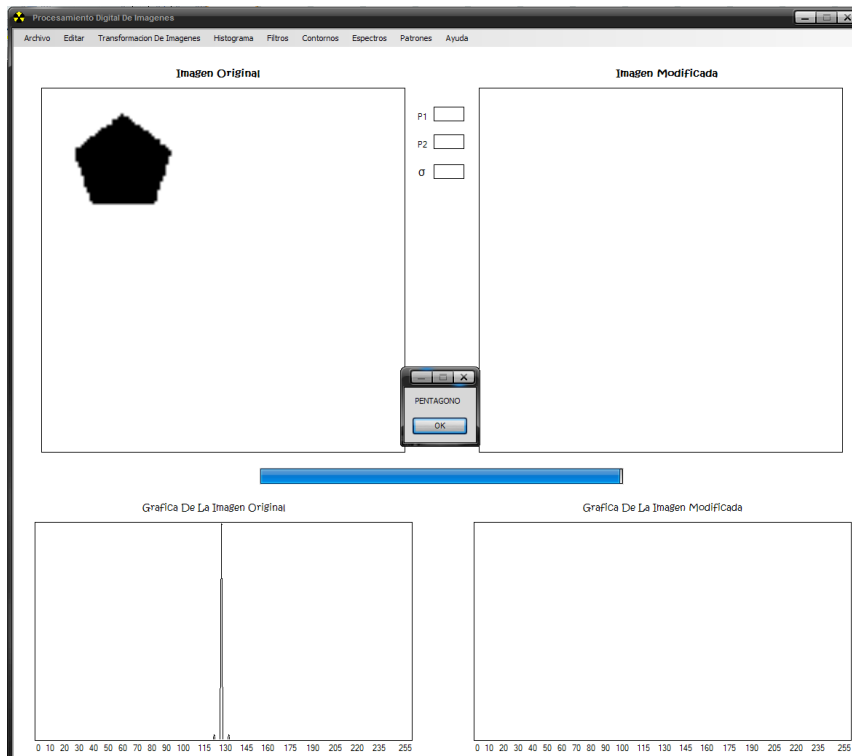 Procesamiento Digital De Imagenes
Archivo Editar Transformacion De Imagenes Histograma Filtros Contornos Espectros Patrones Ayuda
Imagen Original
Imagen Modificada
P1
P2
σ
PENTAGONO
OK
Grafica De La Imagen Original
Grafica De La Imagen Modificada
0 10 20 30 40 50 60 70 80 90 100 115 130 145 160 175 190 205 220 235 255
0 10 20 30 40 50 60 70 80 90 100 115 130 145 160 175 190 205 220 235 255